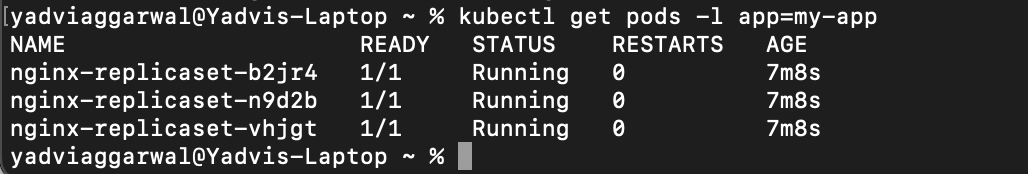 [yadviaggarwal@Yadvis-Laptop ~ % kubectl get pods -l app=my-app
NAME READY STATUS RESTARTS AGE
nginx-replicaset-b2jr4 1/1 Running 0 7m8s
nginx-replicaset-n9d2b 1/1 Running 0 7m8s
nginx-replicaset-vhjgt 1/1 Running 0 7m8s
yadviaggarwal@Yadvis-Laptop ~ %